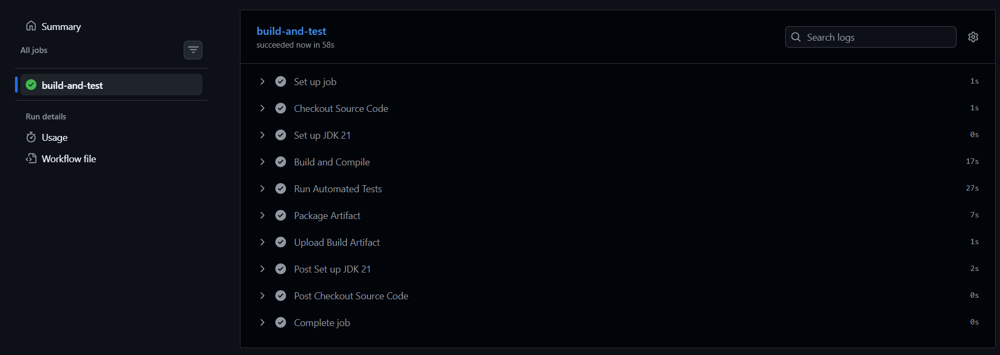 Summary
All jobs
build-and-test
Run details
Usage
Workflow file
build-and-test
succeeded now in 58s
Search logs
Set up job 1s
Checkout Source Code 1s
Set up JDK 21 0s
Build and Compile 17s
Run Automated Tests 27s
Package Artifact 7s
Upload Build Artifact 1s
Post Set up JDK 21 2s
Post Checkout Source Code 0s
Complete job 0s